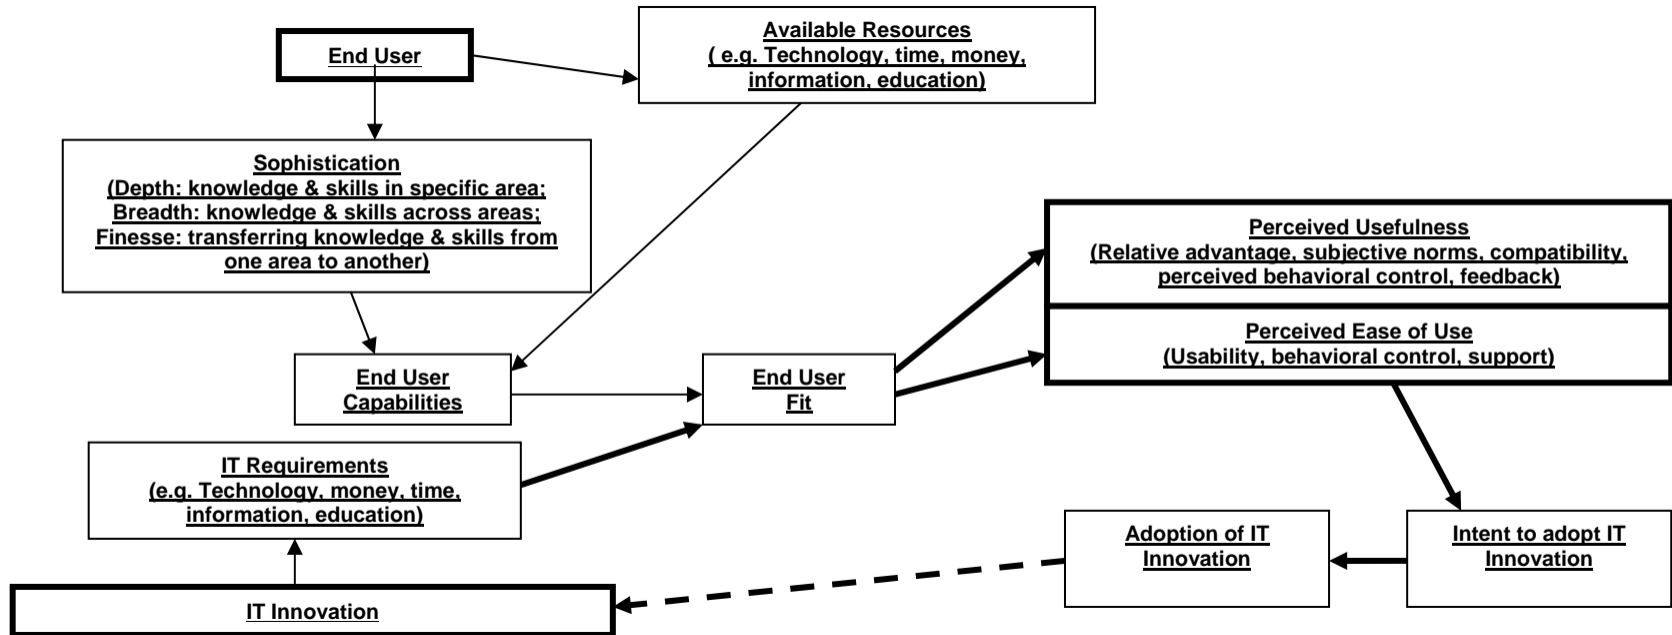 End User
Available Resources
( e.g. Technology, time, money,
information, education)
Sophistication
(Depth: knowledge & skills in specific area;
Breadth: knowledge & skills across areas;
Finesse: transferring knowledge & skills from
one area to another)
Perceived Usefulness
(Relative advantage, subjective norms, compatibility,
perceived behavioral control, feedback)
Perceived Ease of Use
(Usability, behavioral control, support)
End User
Capabilities
End User
Fit
IT Requirements
(e.g. Technology, money, time,
information, education)
Adoption of IT
Innovation
Intent to adopt IT
Innovation
IT Innovation